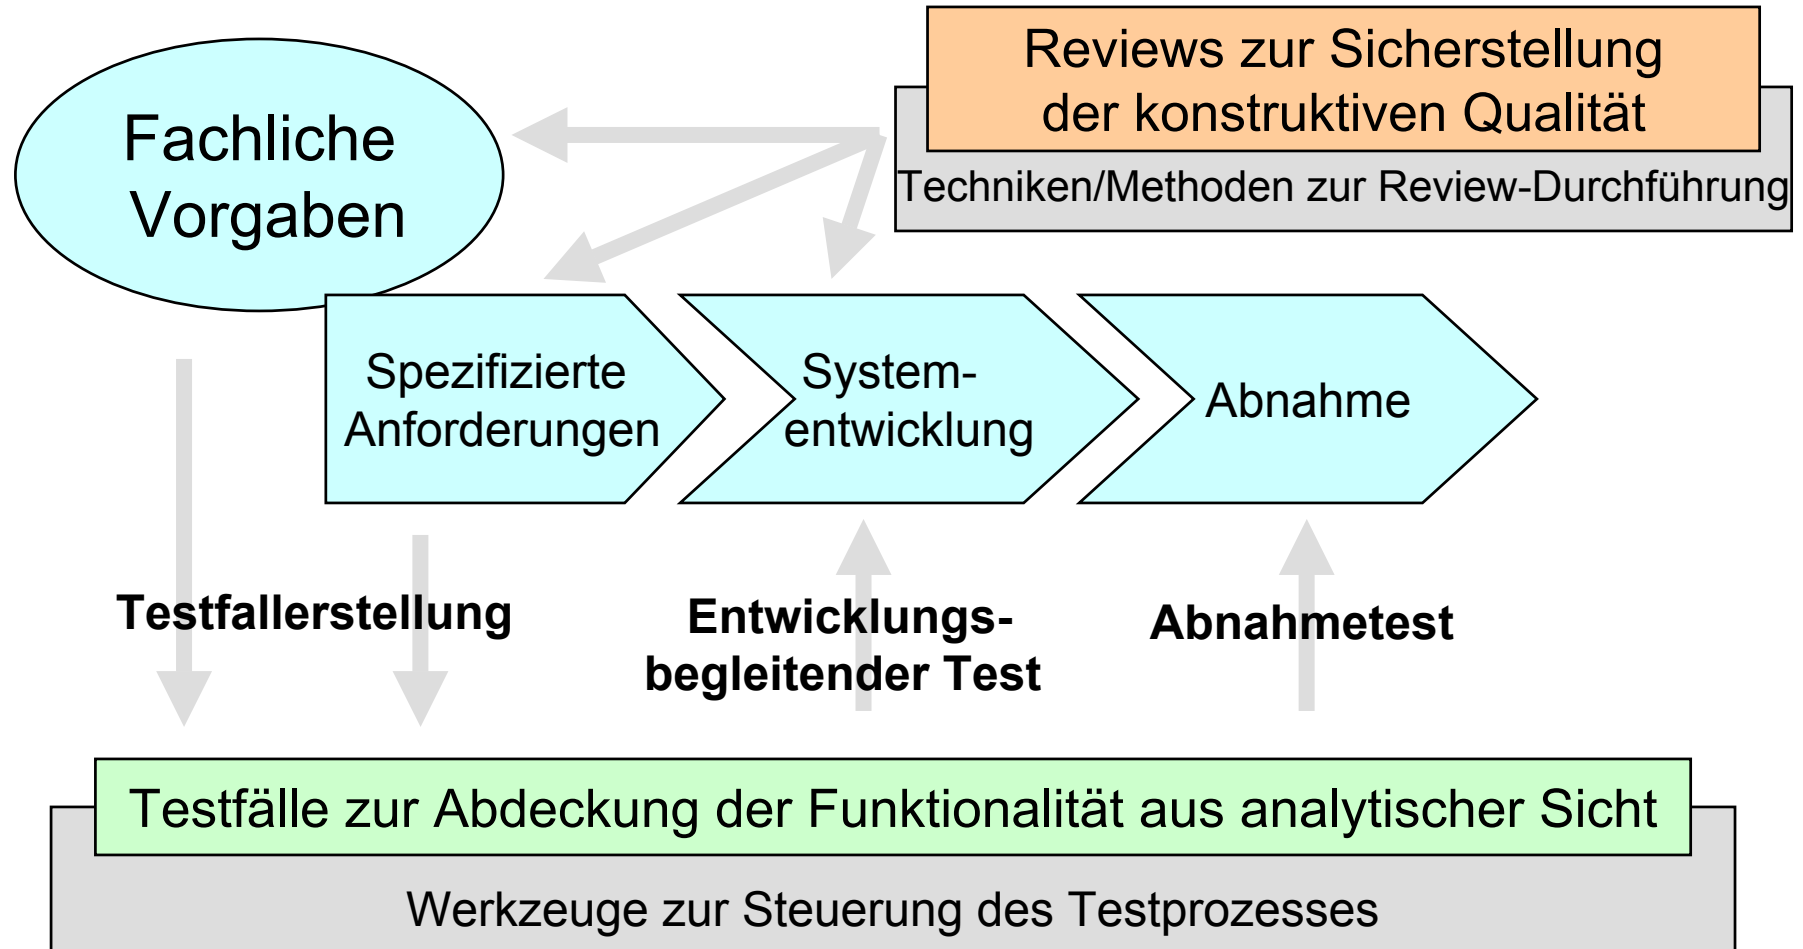 Reviews zur Sicherstellung
der konstruktiven Qualität
Techniken/Methoden zur Review-Durchführung
Fachliche
Vorgaben
Spezifizierte
Anforderungen
System-
entwicklung
Abnahme
Testfallerstellung
Entwicklungs-
begleitender Test
Abnahmetest
Testfälle zur Abdeckung der Funktionalität aus analytischer Sicht
Werkzeuge zur Steuerung des Testprozesses